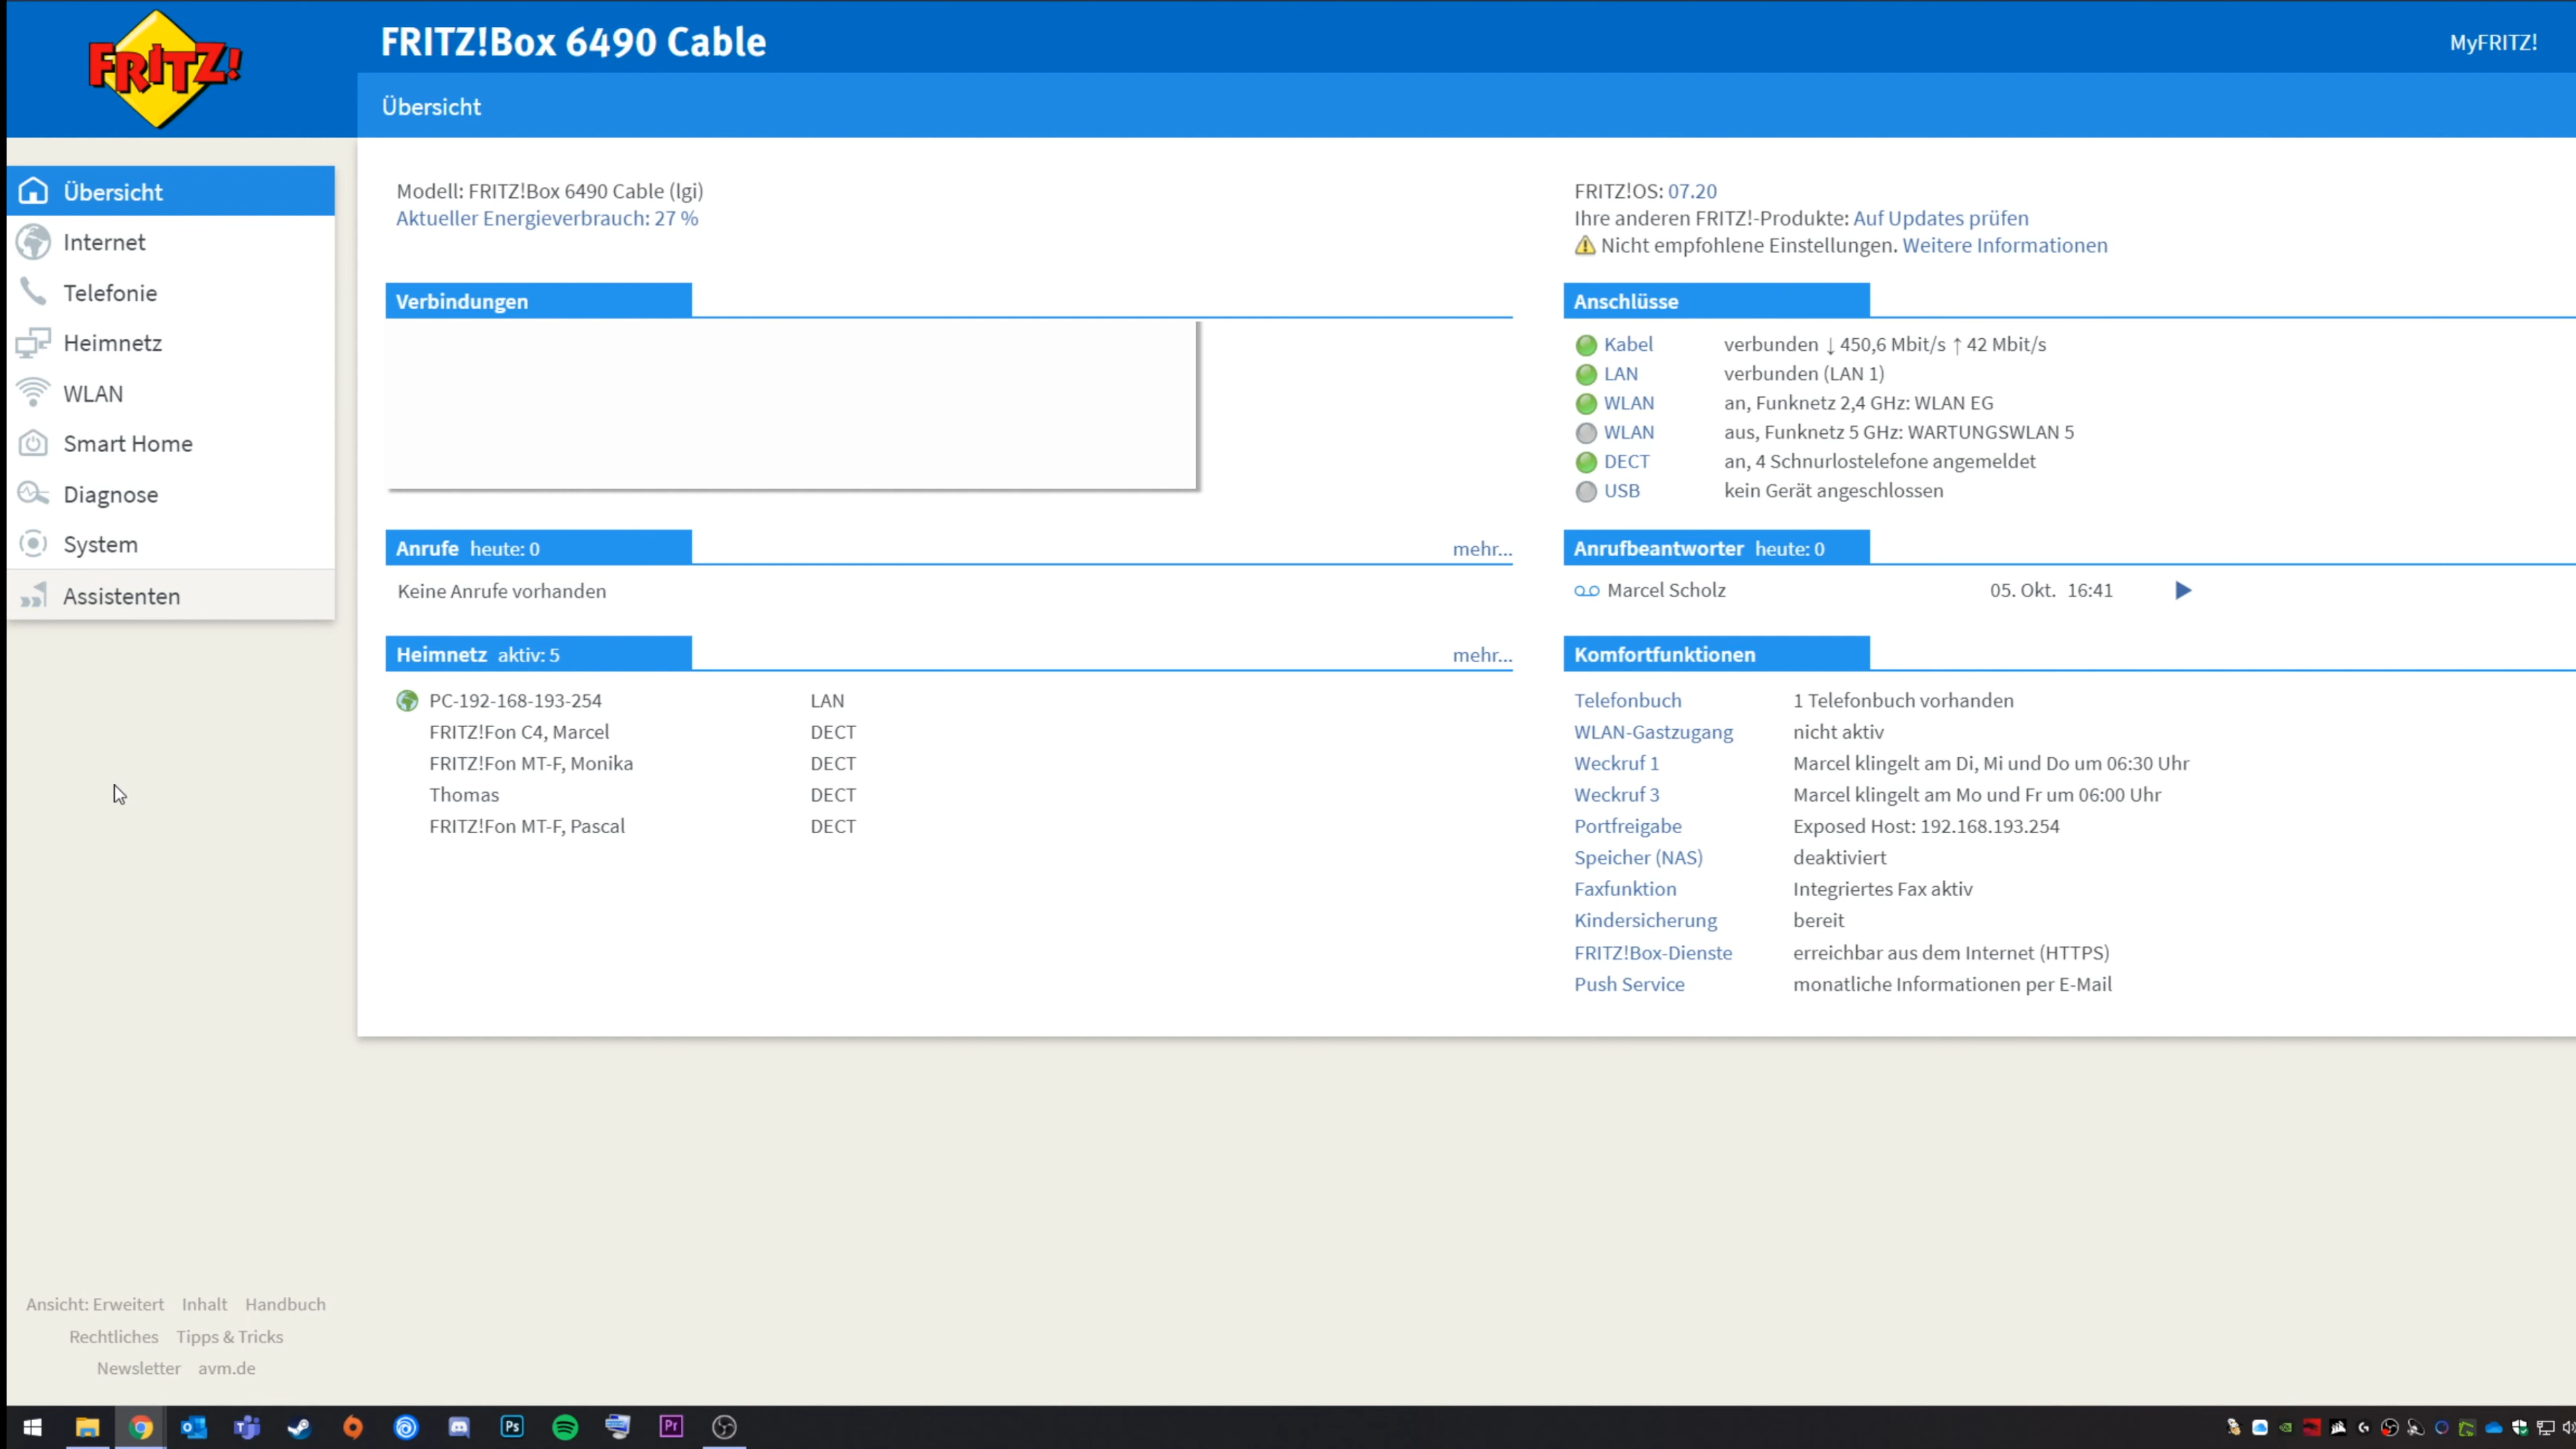 FRITZ!
FRITZ!Box 6490 Cable
MyFRITZ!
Übersicht
Übersicht
Internet
Telefonie
Heimnetz
WLAN
Smart Home
Diagnose
System
Assistenten
Modell: FRITZ!Box 6490 Cable (lgi)
Aktueller Energieverbrauch: 27 %
FRITZ!OS: 07.20
Ihre anderen FRITZ!-Produkte: Auf Updates prüfen
Nicht empfohlene Einstellungen. Weitere Informationen
Verbindungen
Anschlüsse
Kabel verbunden ↓ 450,6 Mbit/s ↑ 42 Mbit/s
LAN verbunden (LAN 1)
WLAN an, Funknetz 2,4 GHz: WLAN EG
WLAN aus, Funknetz 5 GHz: WARTUNGSWLAN 5
DECT an, 4 Schnurlostelefone angemeldet
USB kein Gerät angeschlossen
Anrufe heute: 0 mehr...
Keine Anrufe vorhanden
Anrufbeantworter heute: 0
Marcel Scholz 05. Okt. 16:41
Heimnetz aktiv: 5 mehr...
PC-192-168-193-254 LAN
FRITZ!Fon C4, Marcel DECT
FRITZ!Fon MT-F, Monika DECT
Thomas DECT
FRITZ!Fon MT-F, Pascal DECT
Komfortfunktionen
Telefonbuch 1 Telefonbuch vorhanden
WLAN-Gastzugang nicht aktiv
Weckruf 1 Marcel klingelt am Di, Mi und Do um 06:30 Uhr
Weckruf 3 Marcel klingelt am Mo und Fr um 06:00 Uhr
Portfreigabe Exposed Host: 192.168.193.254
Speicher (NAS) deaktiviert
Faxfunktion Integriertes Fax aktiv
Kindersicherung bereit
FRITZ!Box-Dienste erreichbar aus dem Internet (HTTPS)
Push Service monatliche Informationen per E-Mail
Ansicht: Erweitert Inhalt Handbuch
Rechtliches Tipps & Tricks
Newsletter avm.de
Ps
Pr